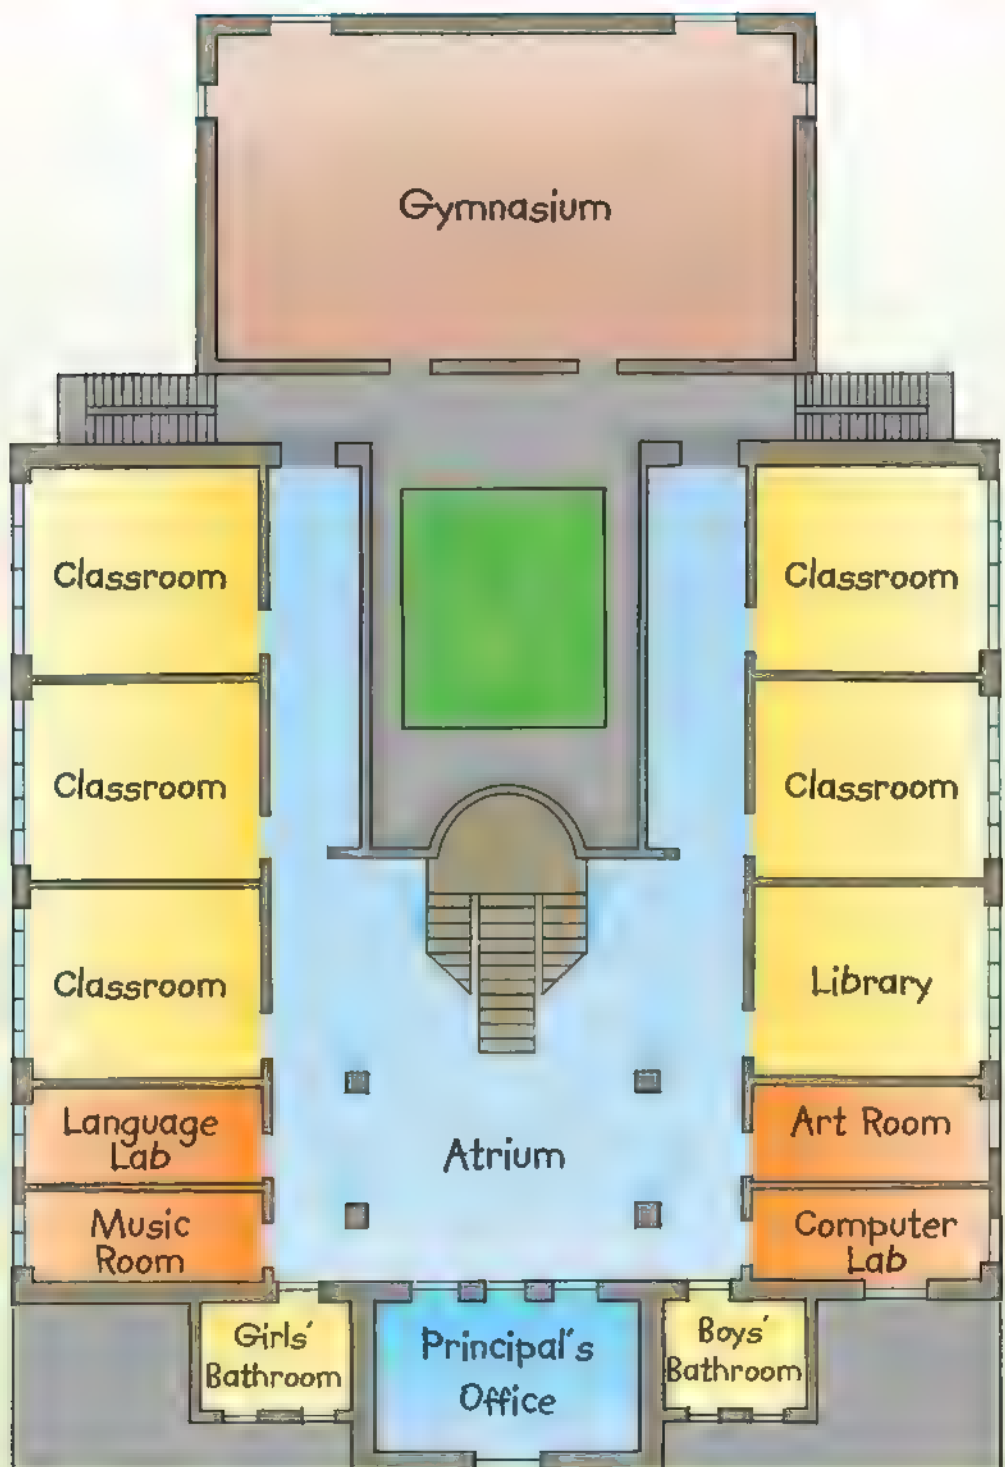 Gymnasium
Classroom
Classroom
Classroom
Classroom
Classroom
Library
Language
Lab
Art Room
Atrium
Music
Room
Computer
Lab
Girls'
Bathroom
Principal's
Office
Boys'
Bathroom